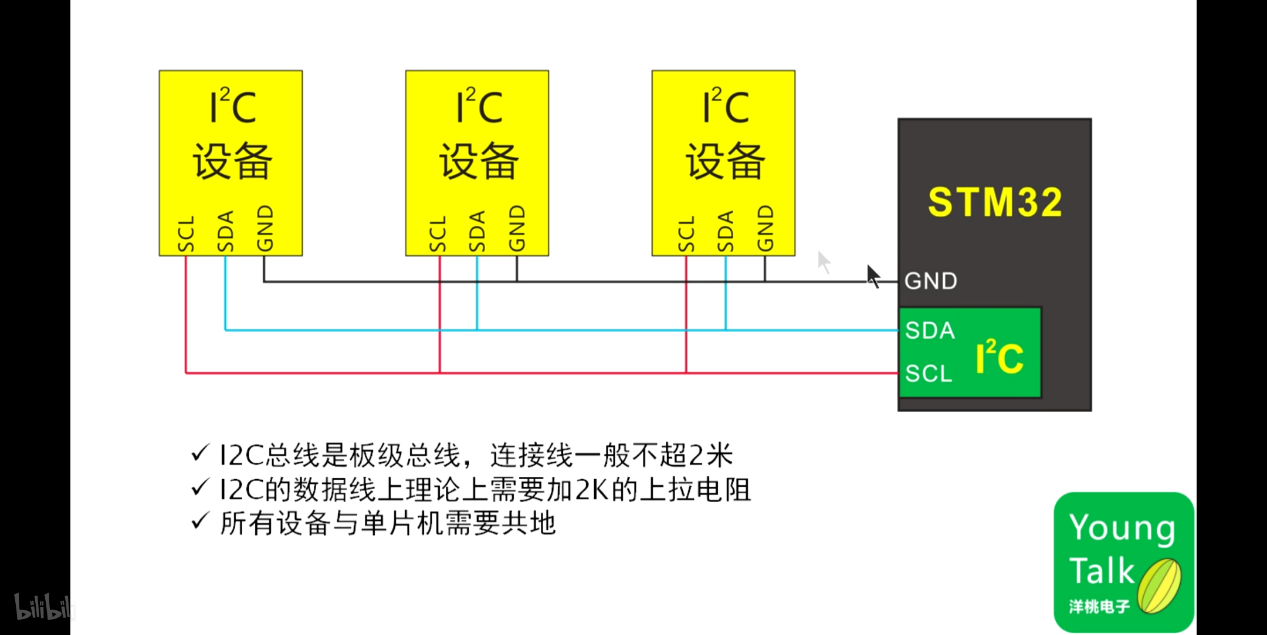 I²C
设备
SCL
SDA
GND
I²C
设备
SCL
SDA
GND
I²C
设备
SCL
SDA
GND
STM32
GND
SDA
SCL
I²C
✓ I2C总线是板级总线，连接线一般不超2米
✓ I2C的数据线上理论上需要加2K的上拉电阻
✓ 所有设备与单片机需要共地
Young
Talk
洋桃电子
bilibili